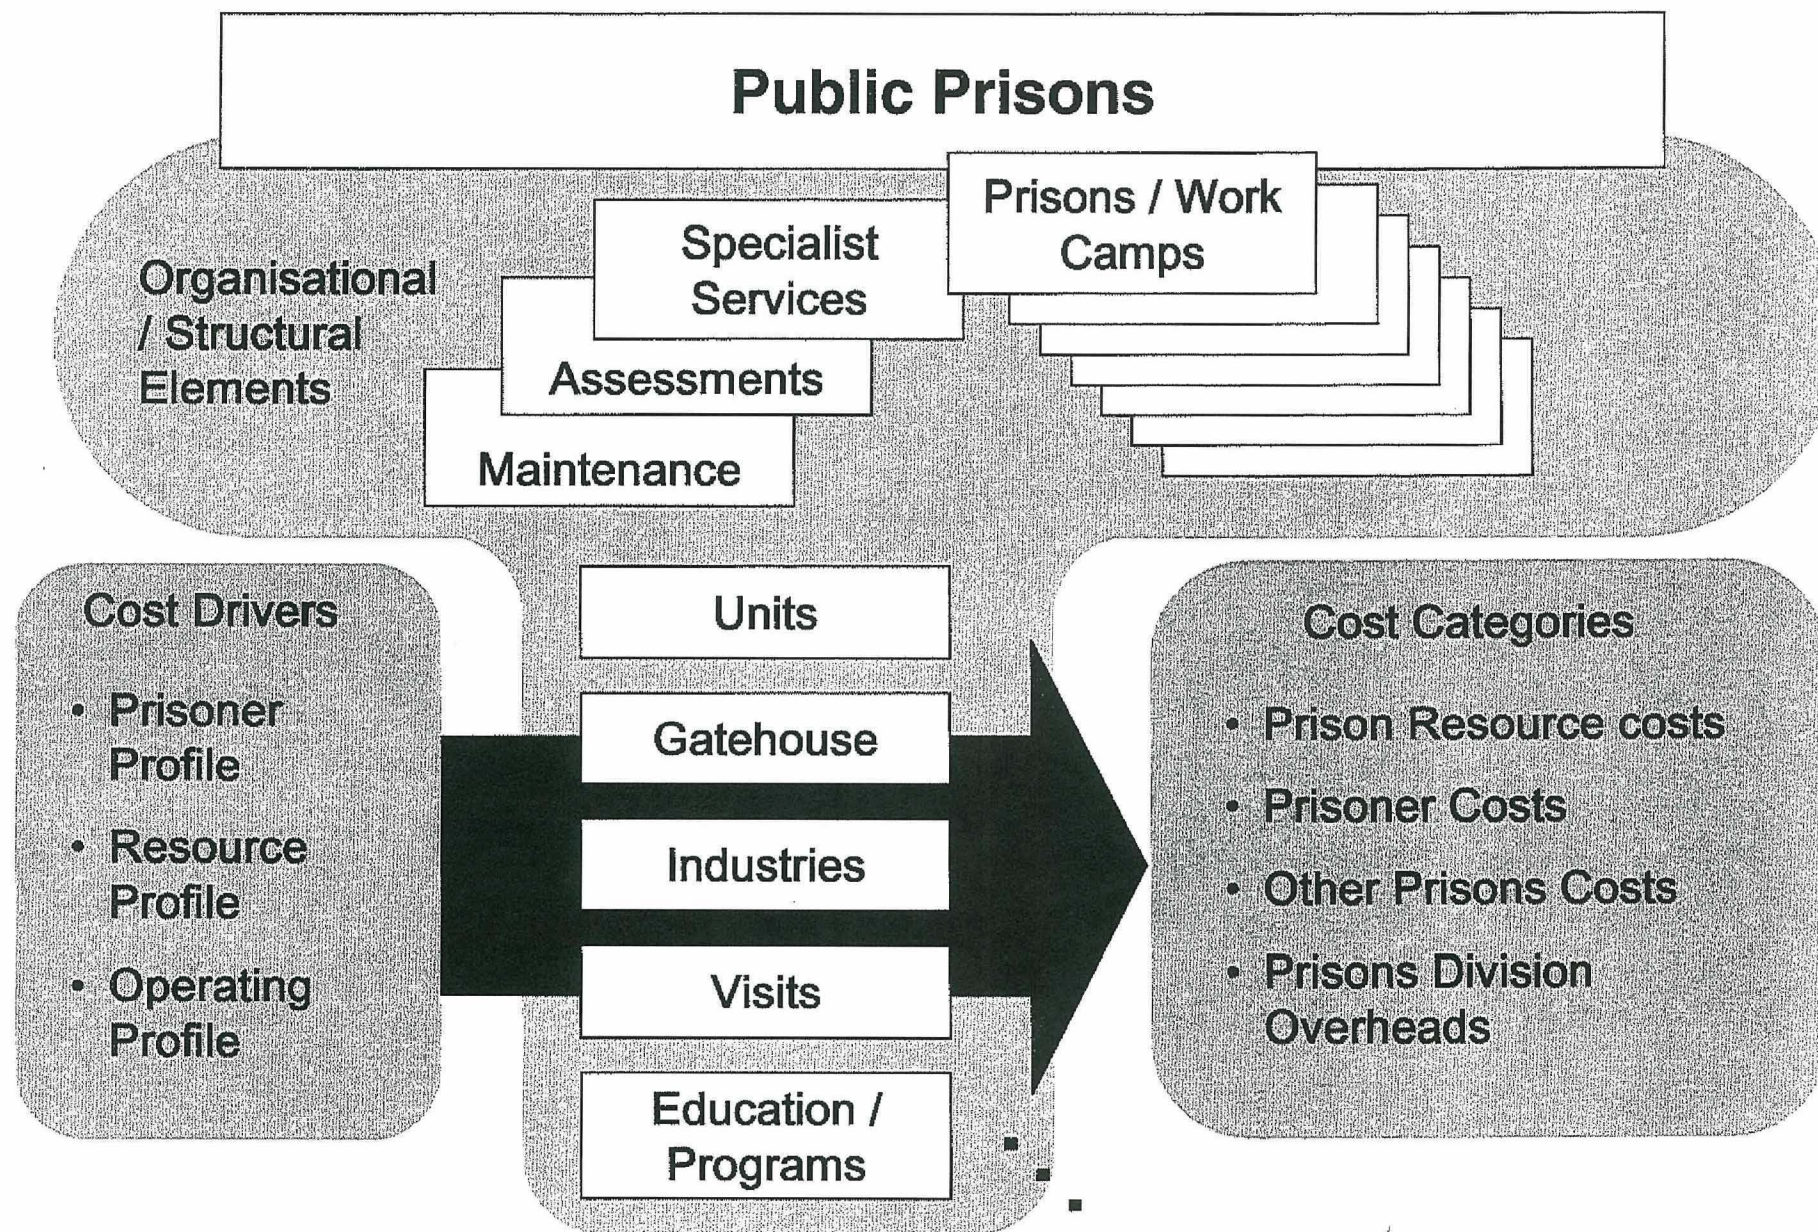 Public Prisons
Organisational
/ Structural
Elements
Prisons / Work
Camps
Specialist
Services
Assessments
Maintenance
Cost Drivers
• Prisoner
Profile
• Resource
Profile
• Operating
Profile
Units
Gatehouse
Industries
Visits
Education /
Programs
Cost Categories
• Prison Resource costs
• Prisoner Costs
• Other Prisons Costs
• Prisons Division
Overheads